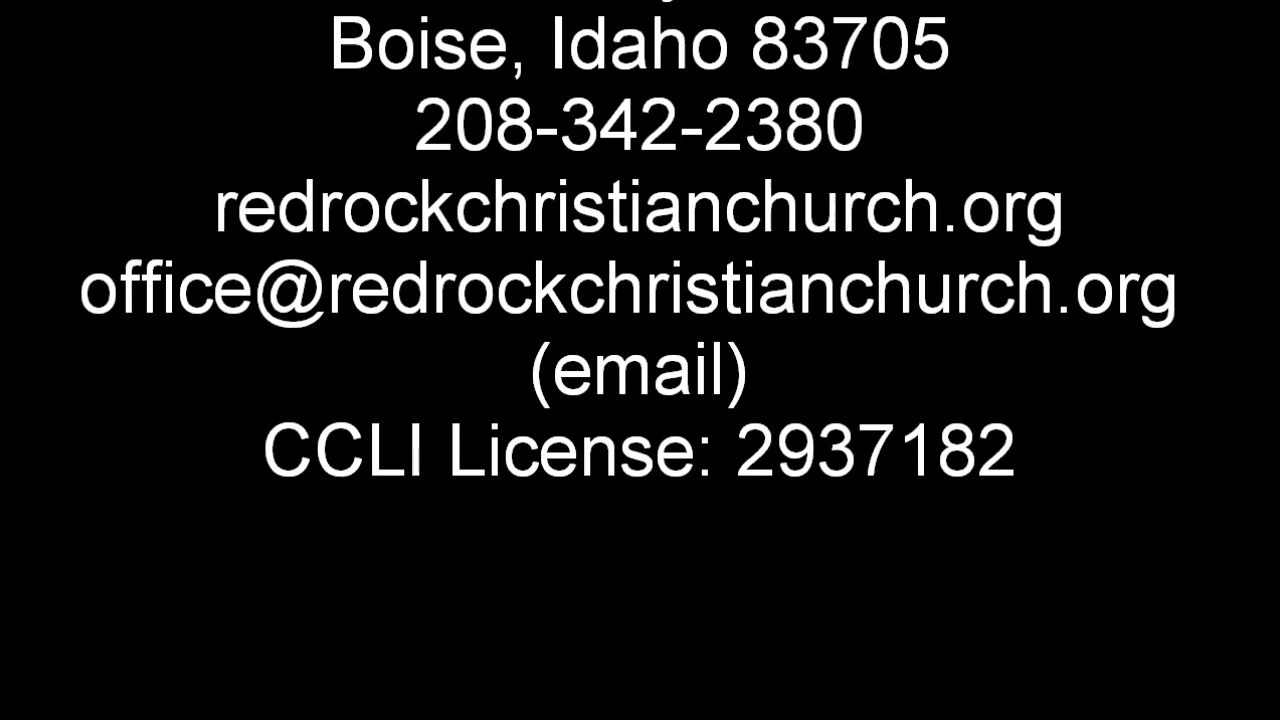 Boise, Idaho 83705
208-342-2380
redrockchristianchurch.org
office@redrockchristianchurch.org
(email)
CCLI License: 2937182